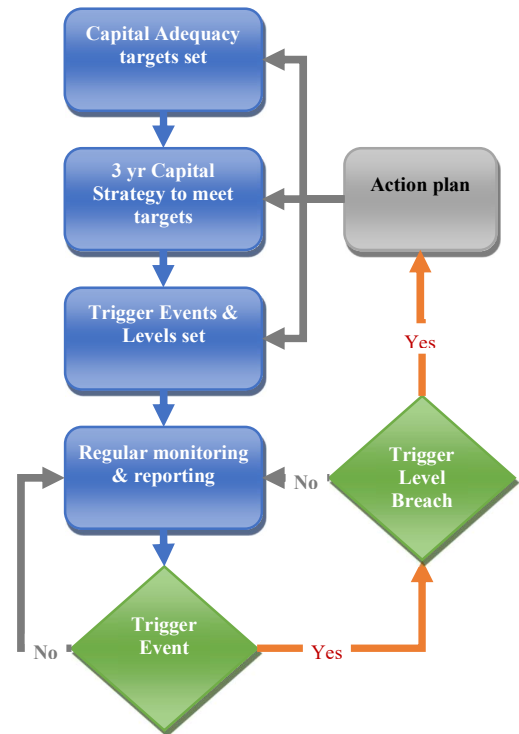 Capital Adequacy
targets set
3 yr Capital
Strategy to meet
targets
Action plan
Trigger Events &
Levels set
Yes
Regular monitoring
& reporting
No
Trigger
Level
Breach
Trigger
Event
No
Yes